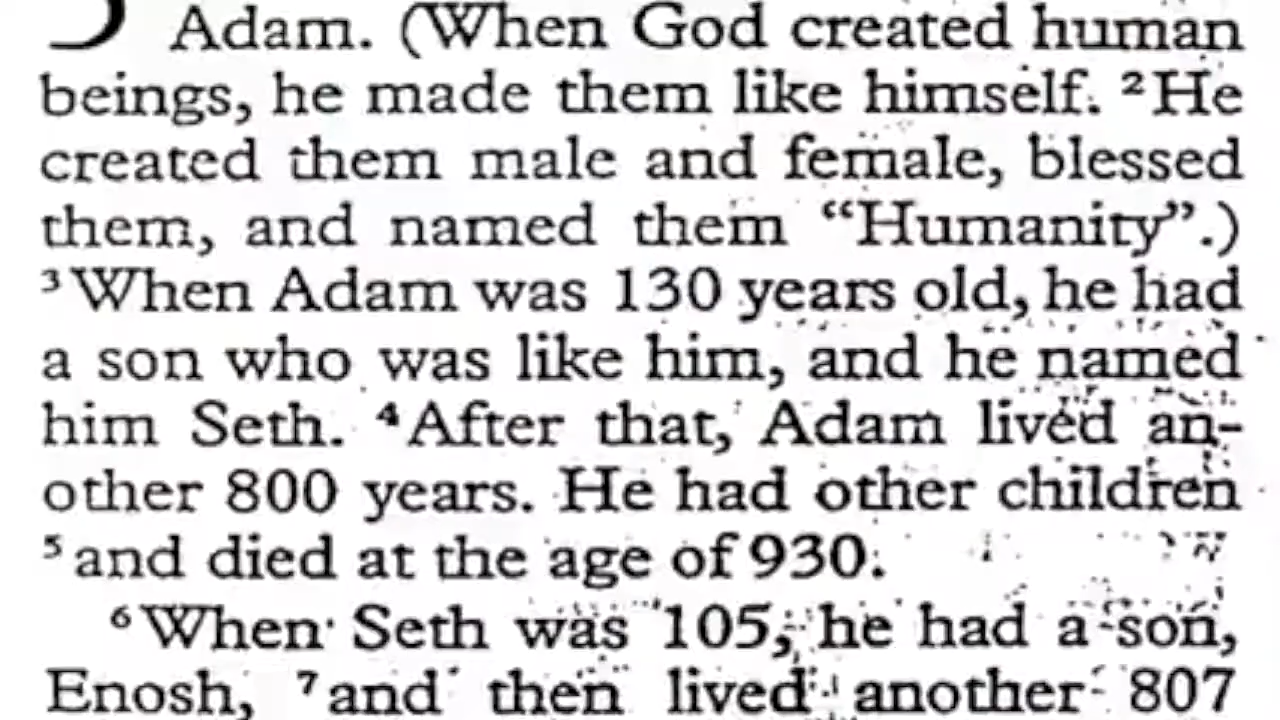 5 Adam. (When God created human
beings, he made them like himself. ²He
created them male and female, blessed
them, and named them “Humanity”.)
³When Adam was 130 years old, he had
a son who was like him, and he named
him Seth. ⁴After that, Adam lived an-
other 800 years. He had other children
⁵and died at the age of 930.
⁶When Seth was 105, he had a son,
Enosh, ⁷and then lived another 807